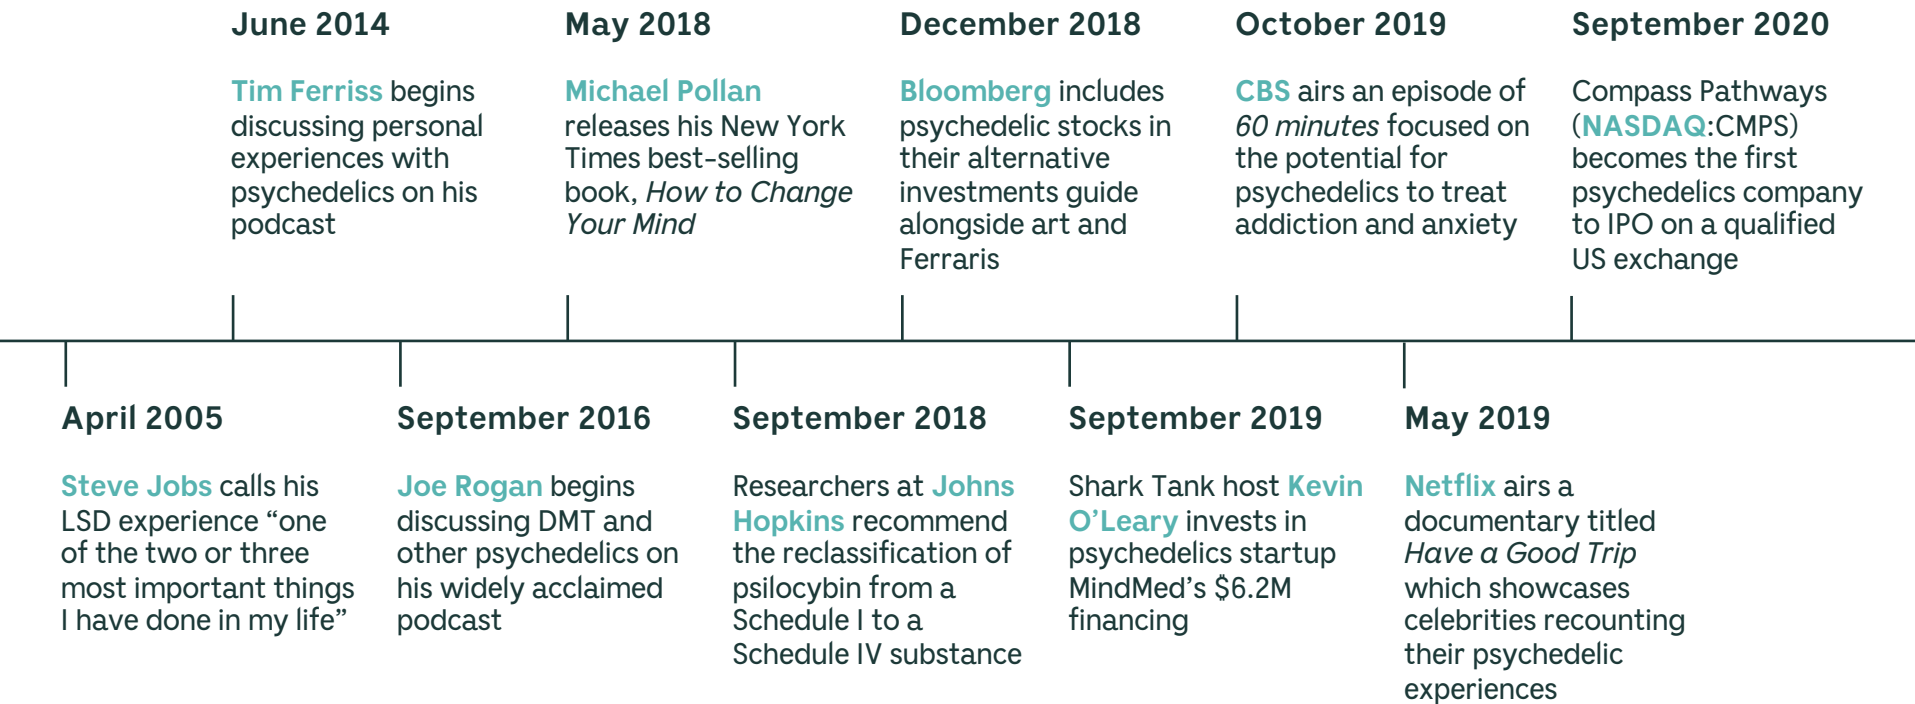 June 2014
Tim Ferriss begins
discussing personal
experiences with
psychedelics on his
podcast
May 2018
Michael Pollan
releases his New York
Times best-selling
book, How to Change
Your Mind
December 2018
Bloomberg includes
psychedelic stocks in
their alternative
investments guide
alongside art and
Ferraris
October 2019
CBS airs an episode of
60 minutes focused on
the potential for
psychedelics to treat
addiction and anxiety
September 2020
Compass Pathways
(NASDAQ:CMPS)
becomes the first
psychedelics company
to IPO on a qualified
US exchange
April 2005
Steve Jobs calls his
LSD experience “one
of the two or three
most important things
I have done in my life”
September 2016
Joe Rogan begins
discussing DMT and
other psychedelics on
his widely acclaimed
podcast
September 2018
Researchers at Johns
Hopkins recommend
the reclassification of
psilocybin from a
Schedule I to a
Schedule IV substance
September 2019
Shark Tank host Kevin
O’Leary invests in
psychedelics startup
MindMed’s $6.2M
financing
May 2019
Netflix airs a
documentary titled
Have a Good Trip
which showcases
celebrities recounting
their psychedelic
experiences